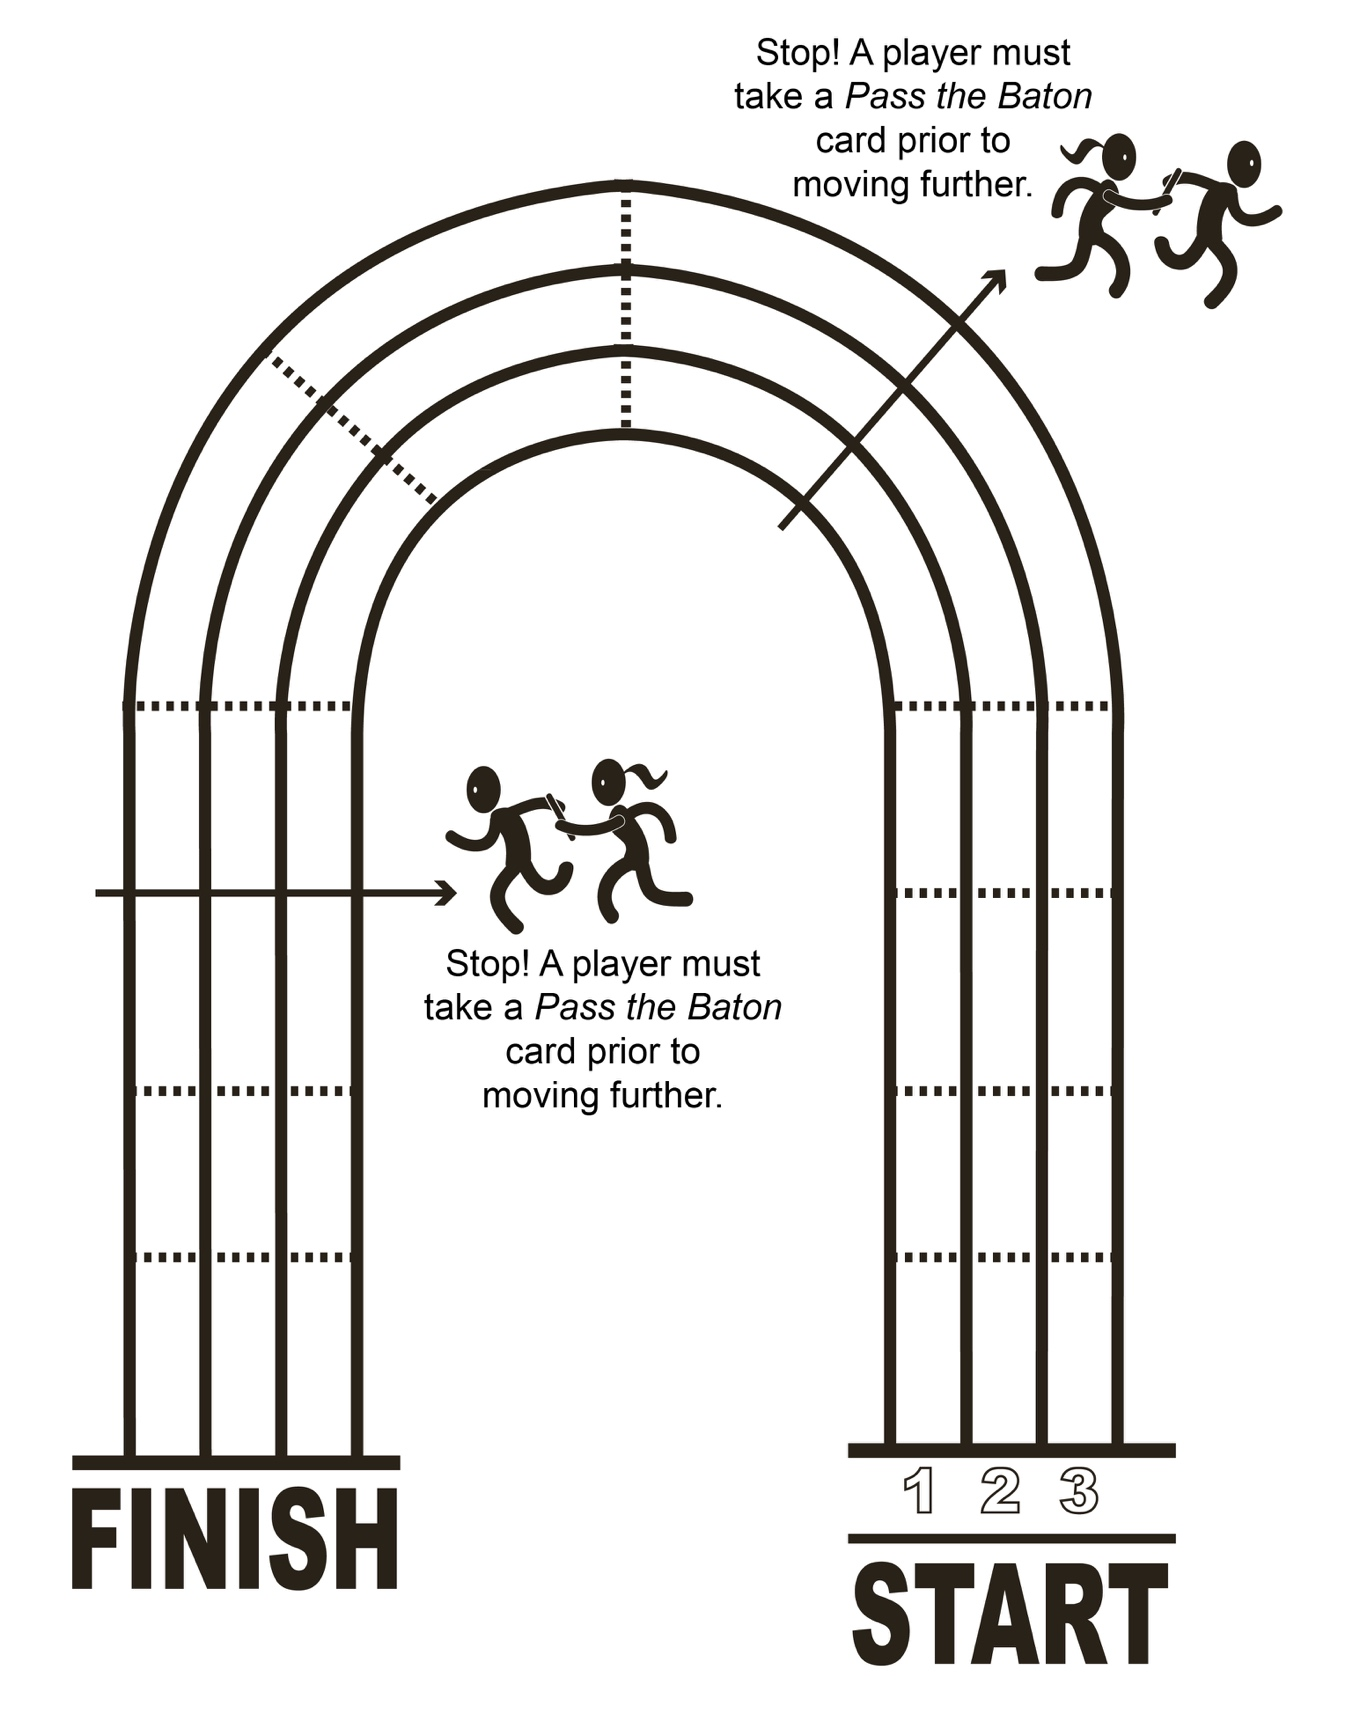 Stop! A player must
take a Pass the Baton
card prior to
moving further.
Stop! A player must
take a Pass the Baton
card prior to
moving further.
FINISH
1 2 3
START